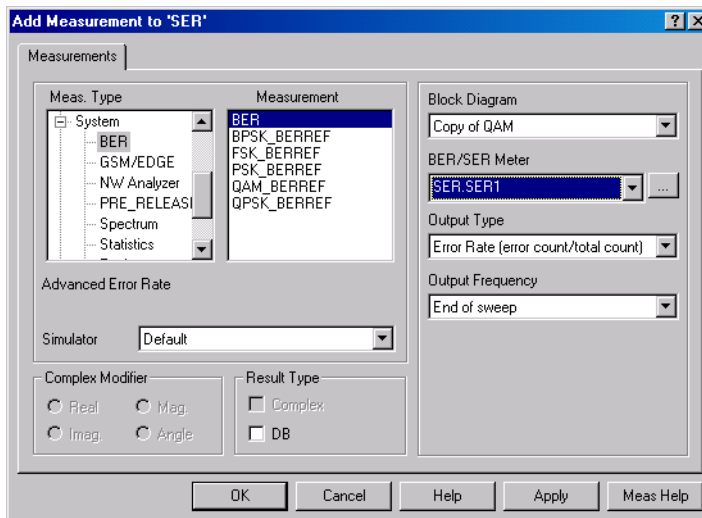 Add Measurement to 'SER'
Measurements
Meas. Type
System
BER
GSM/EDGE
NW Analyzer
PRE_RELEASI
Spectrum
Statistics
Measurement
BER
BPSK_BERREF
FSK_BERREF
PSK_BERREF
QAM_BERREF
QPSK_BERREF
Advanced Error Rate
Simulator
Default
Complex Modifier
Real
Mag.
Imag.
Angle
Result Type
Complex
DB
Block Diagram
Copy of QAM
BER/SER Meter
SER.SER1
...
Output Type
Error Rate (error count/total count)
Output Frequency
End of sweep
OK
Cancel
Help
Apply
Meas Help